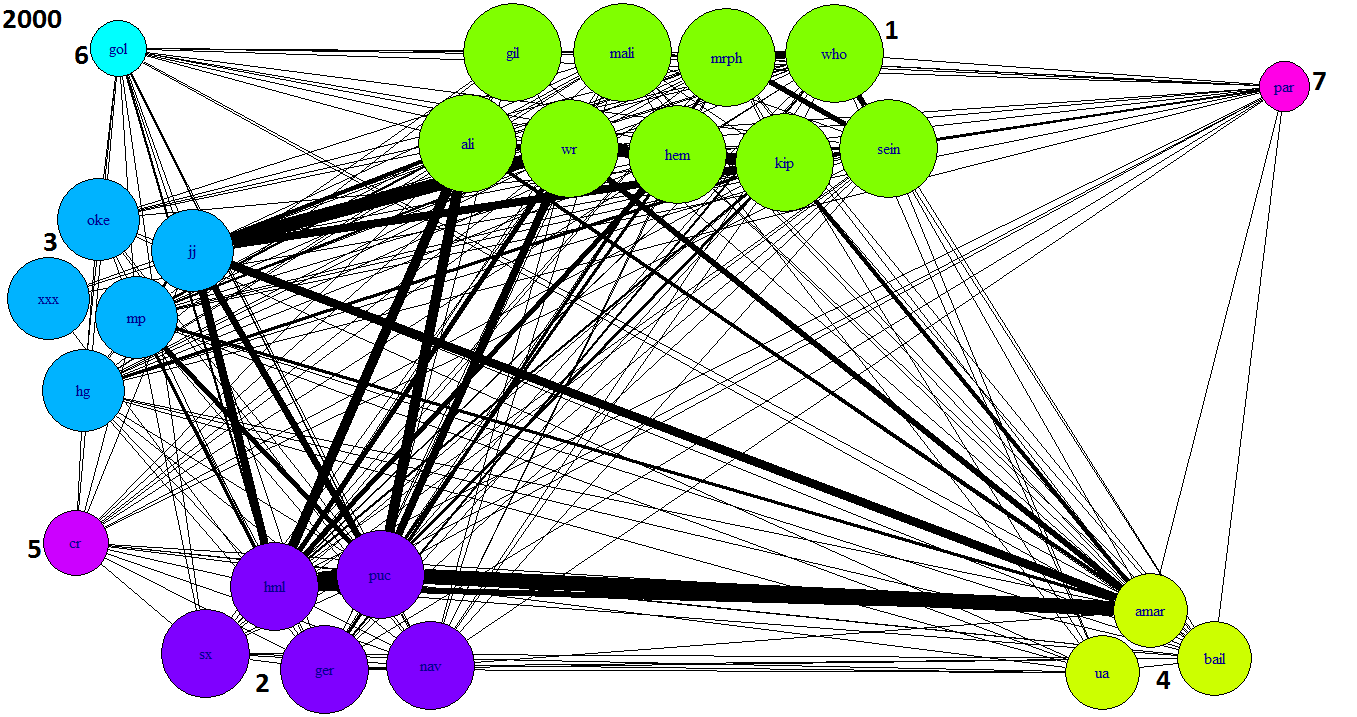 2000
6
gol
gil
mali
mrph
who
1
par
7
ali
wr
hem
kip
sein
oke
3
jj
xxx
mp
hg
5
cr
hml
puc
sx
2
ger
nav
amar
ua
4
bail